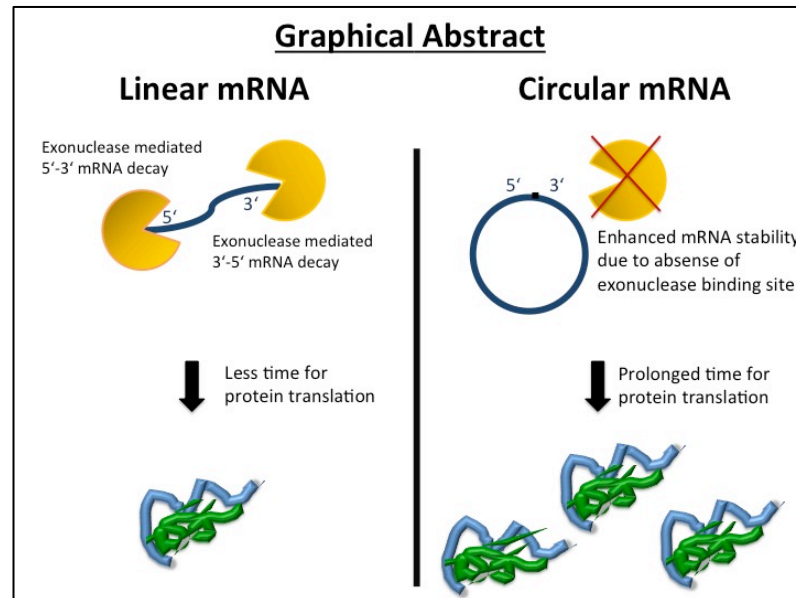 Graphical Abstract
Linear mRNA
Exonuclease mediated
5‘-3‘ mRNA decay
5‘
3‘
Exonuclease mediated
3‘-5‘ mRNA decay
Less time for
protein translation
Circular mRNA
5‘ 3‘
Enhanced mRNA stability
due to absense of
exonuclease binding site
Prolonged time for
protein translation